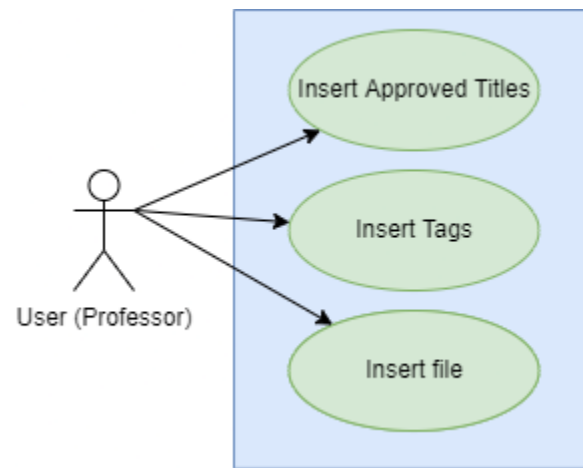 Insert Approved Titles
Insert Tags
User (Professor)
Insert file